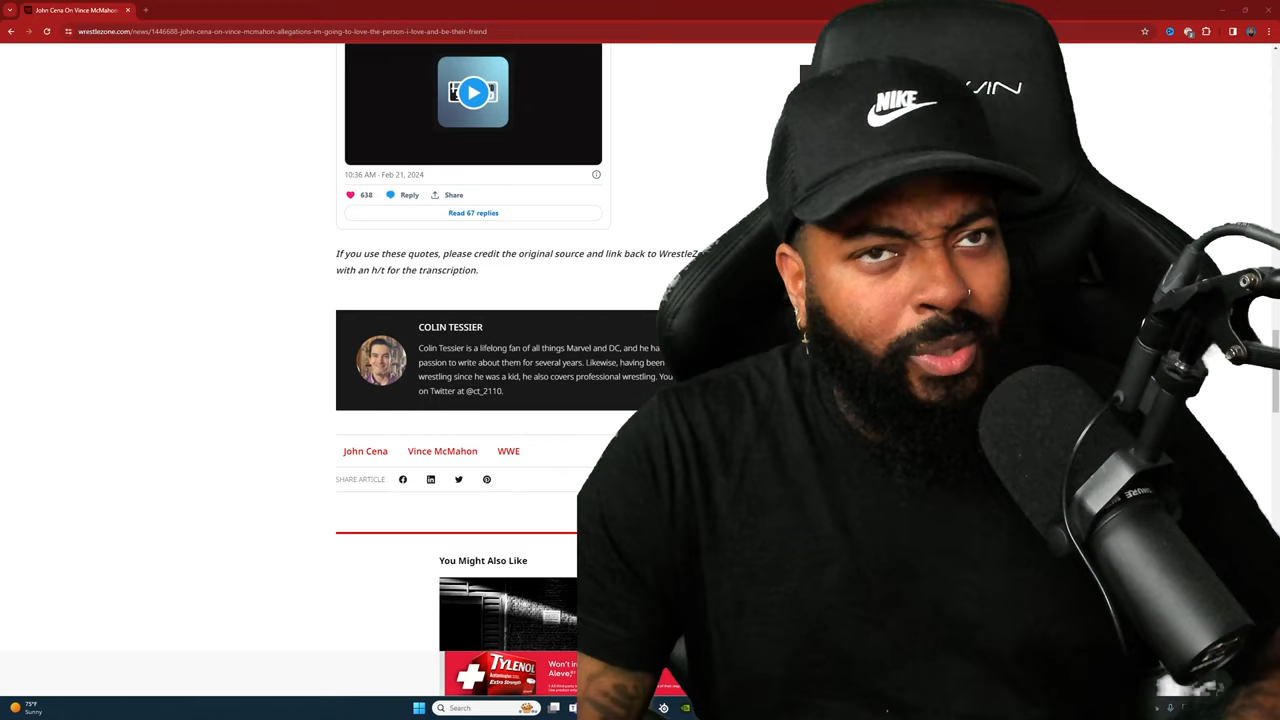 John Cena On Vince McMahon
wrestlezone.com/news/1446688-john-cena-on-vince-mcmahon-allegations-im-going-to-love-the-person-i-love-and-be-their-friend
NIKE
10:36 AM · Feb 21, 2024
638 Reply Share
Read 67 replies
If you use these quotes, please credit the original source and link back to
with an h/t for the transcription.
COLIN TESSIER
Colin Tessier is a lifelong fan of all things Marvel and DC, and he
passion to write about them for several years. Likewise, having been
wrestling since he was a kid, he also covers professional wrestling. You
on Twitter at @ct_2110.
John Cena Vince McMahon WWE
SHARE ARTICLE
SHURE
You Might Also Like
TYLENOL
Extra Strength
Won't in
Aleve,
75°F
Sunny
Search